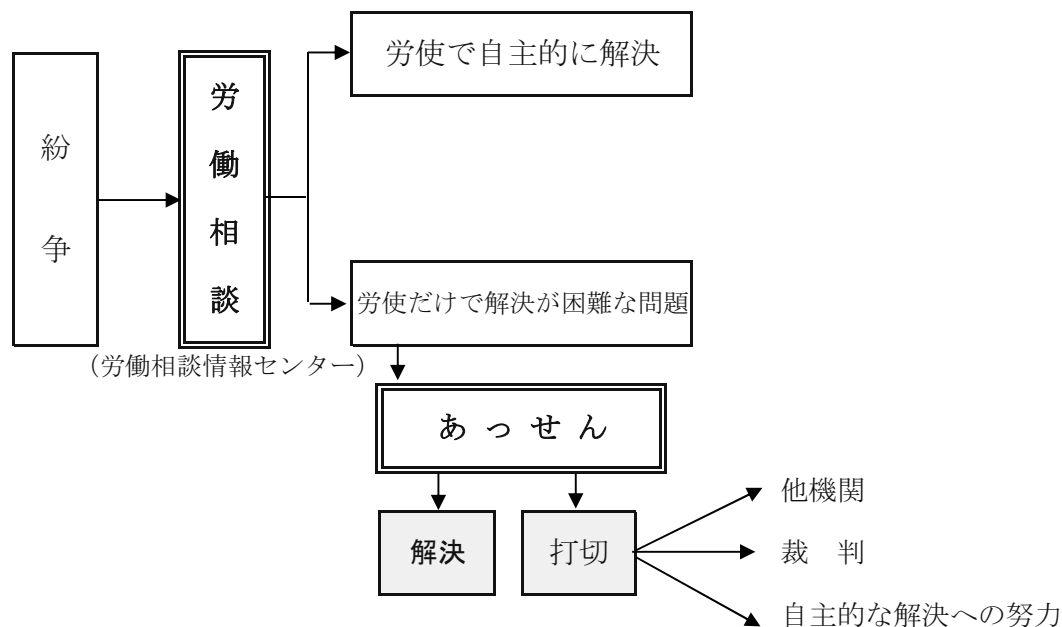 紛争
労働相談
（労働相談情報センター）
労使で自主的に解決
労使だけで解決が困難な問題
あっせん
解決
打切
他機関
裁　判
自主的な解決への努力